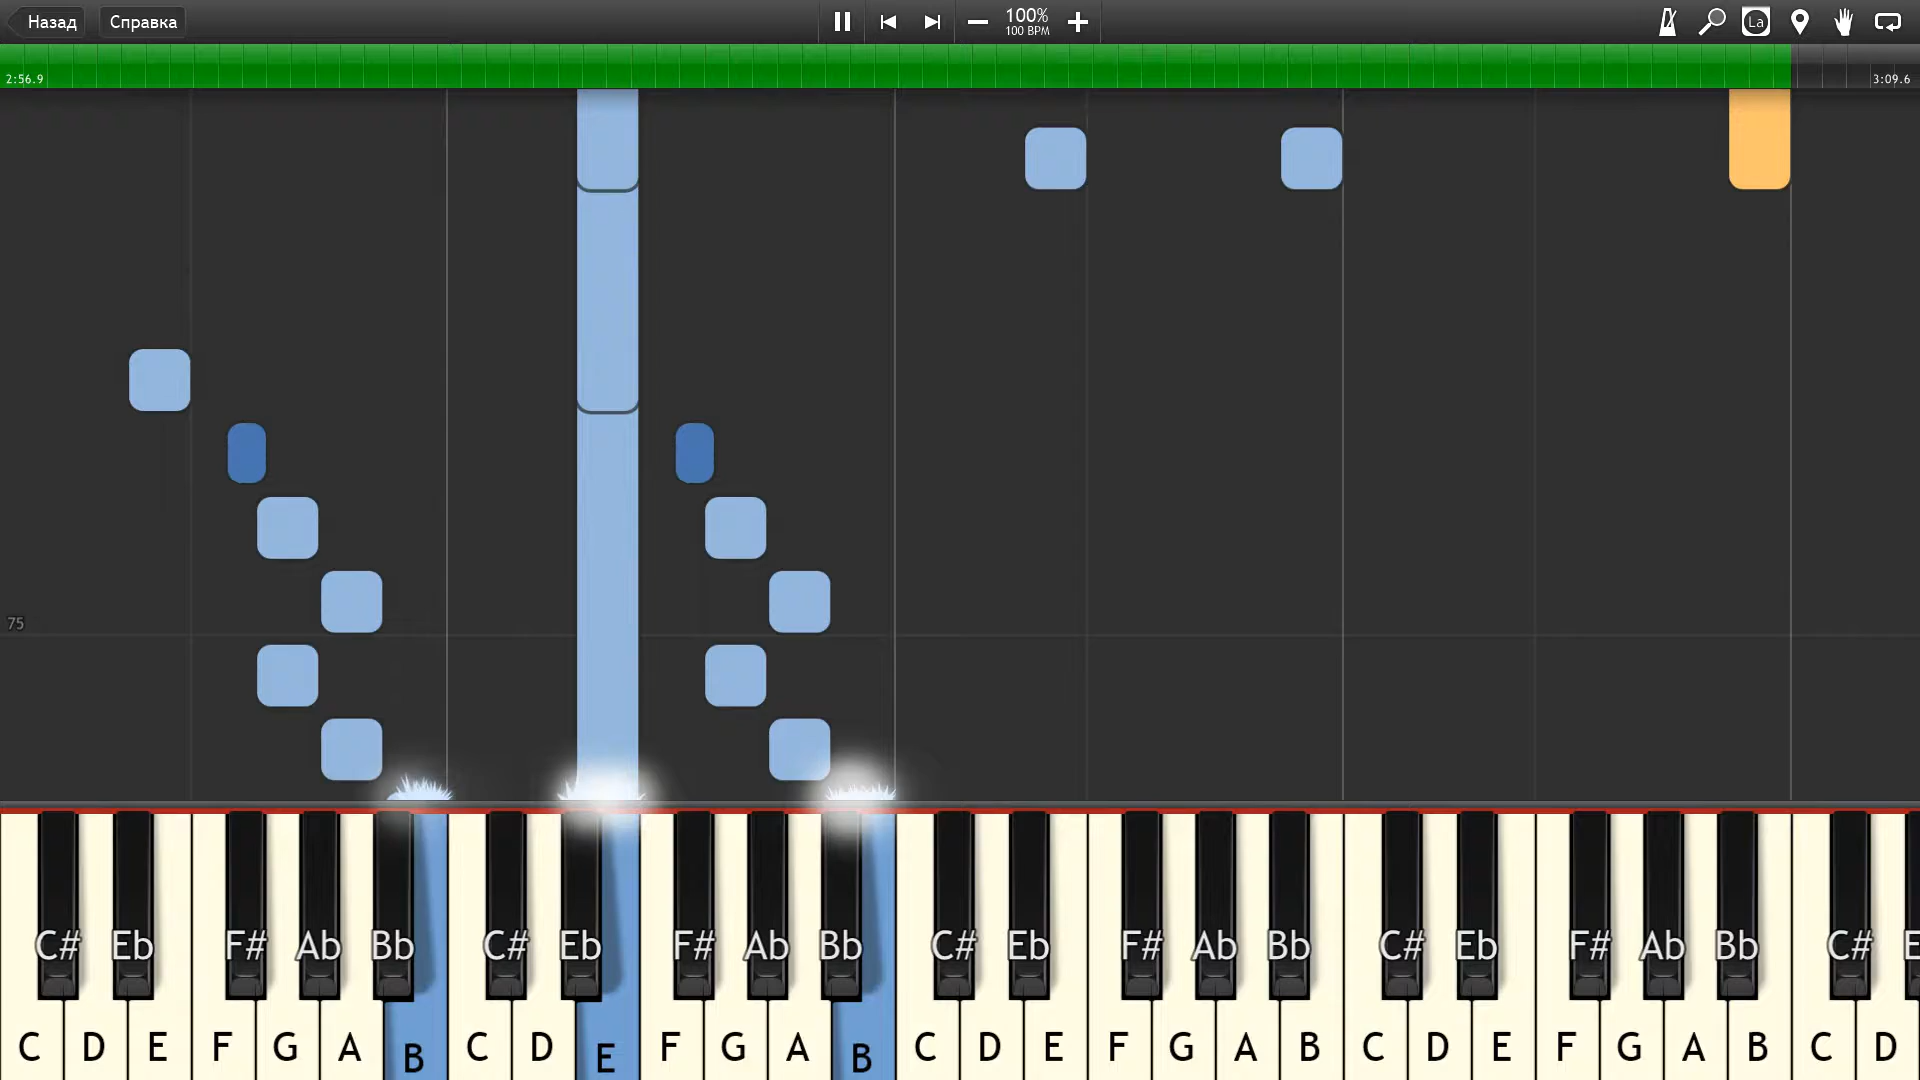 Назад Справка 100% La
100 BPM
2:56.9 3:09.6
75
C# Eb F# Ab Bb C# Eb F# Ab Bb C# Eb F# Ab Bb C# Eb F# Ab Bb C# E
C D E F G A B C D E F G A B C D E F G A B C D E F G A B C D